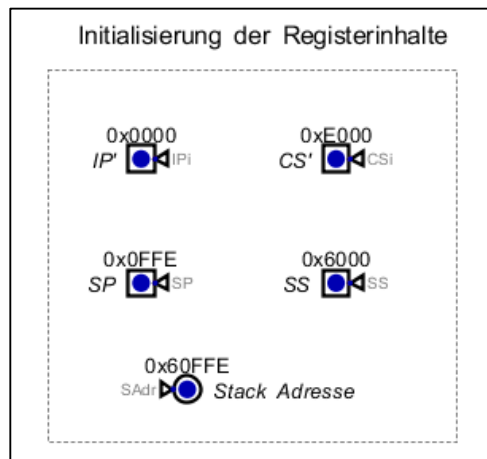 Initialisierung der Registerinhalte
0x0000 0xE000
IP' IPi CS' CSi
0x0FFE 0x6000
SP SP SS SS
0x60FFE
SAdr Stack Adresse